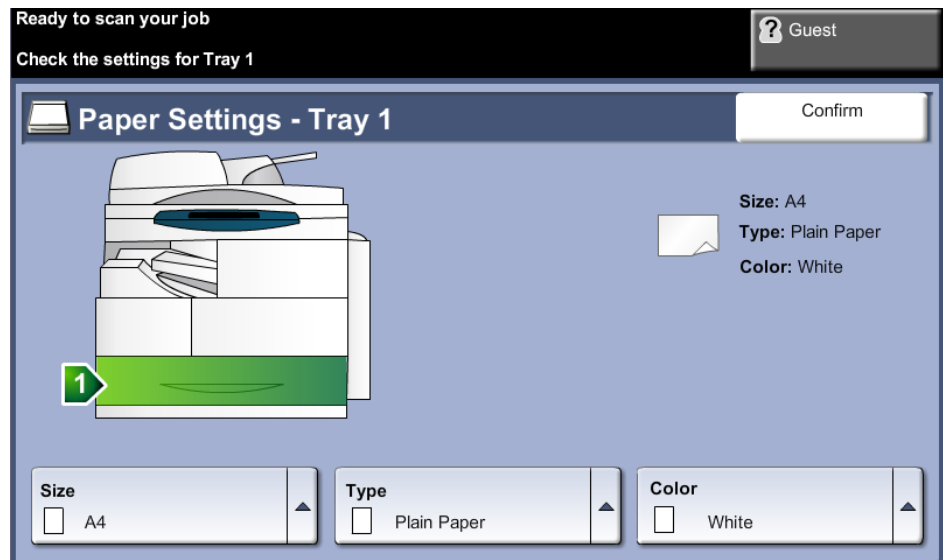 Ready to scan your job
Guest
Check the settings for Tray 1
Paper Settings - Tray 1
Confirm
Size: A4
Type: Plain Paper
Color: White
1
Size
A4
Type
Plain Paper
Color
White